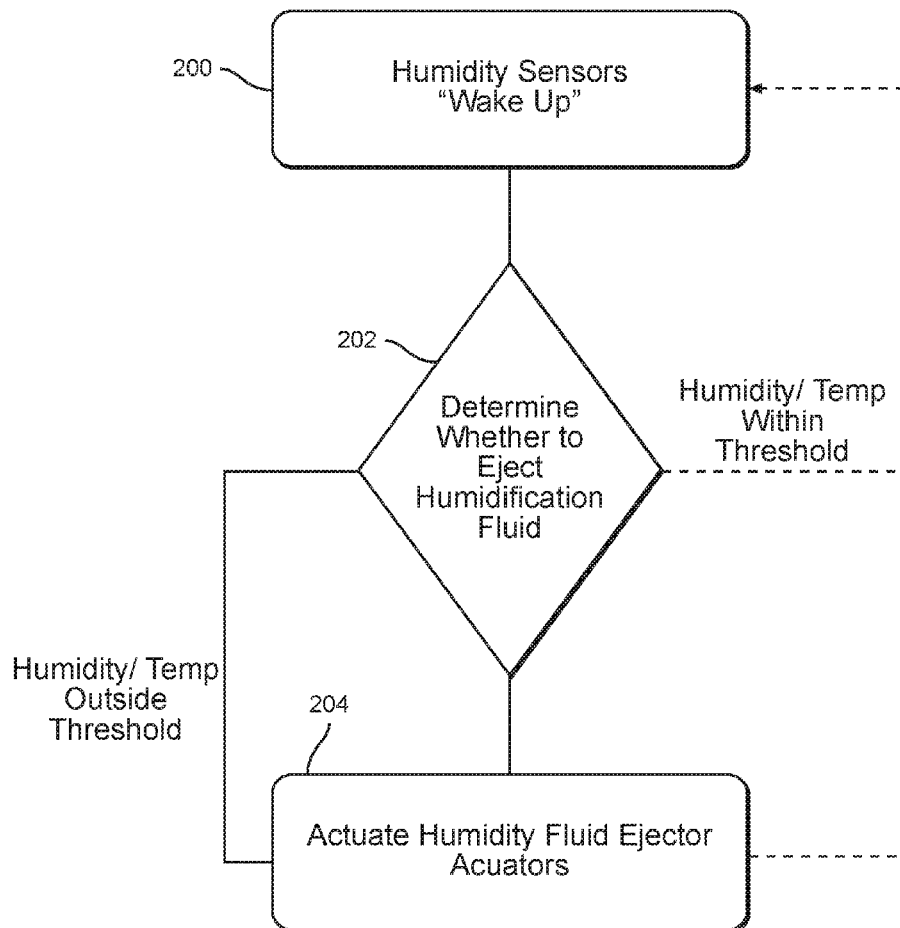 200
Humidity Sensors
“Wake Up”
202
Determine
Whether to
Eject
Humidification
Fluid
Humidity/ Temp
Within
Threshold
Humidity/ Temp
Outside
Threshold
204
Actuate Humidity Fluid Ejector
Acuators